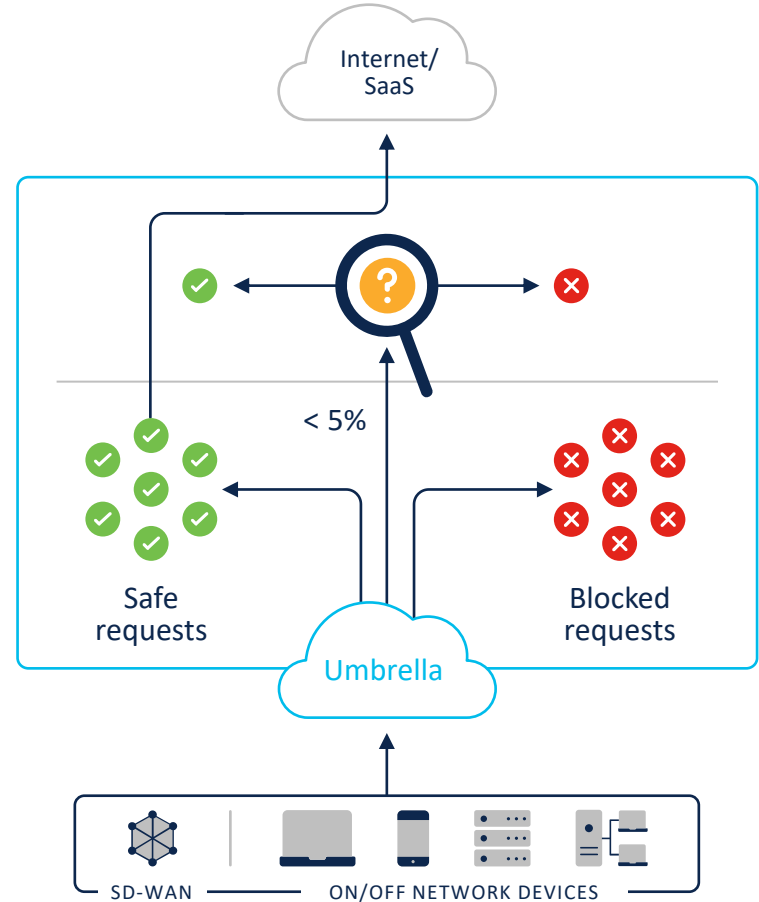 Internet/
SaaS
?
< 5%
Safe
requests
Blocked
requests
Umbrella
SD-WAN
ON/OFF NETWORK DEVICES